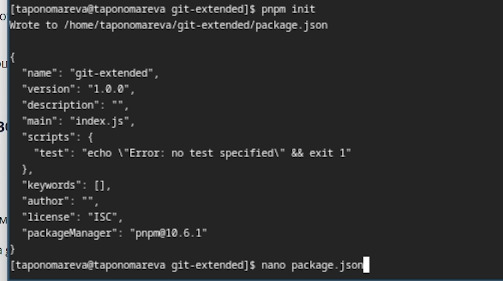 [taponomareva@taponomareva git-extended]$ pnpm init
Wrote to /home/taponomareva/git-extended/package.json
{
  "name": "git-extended",
  "version": "1.0.0",
  "description": "",
  "main": "index.js",
  "scripts": {
    "test": "echo \"Error: no test specified\" && exit 1"
  },
  "keywords": [],
  "author": "",
  "license": "ISC",
  "packageManager": "pnpm@10.6.1"
}
[taponomareva@taponomareva git-extended]$ nano package.json